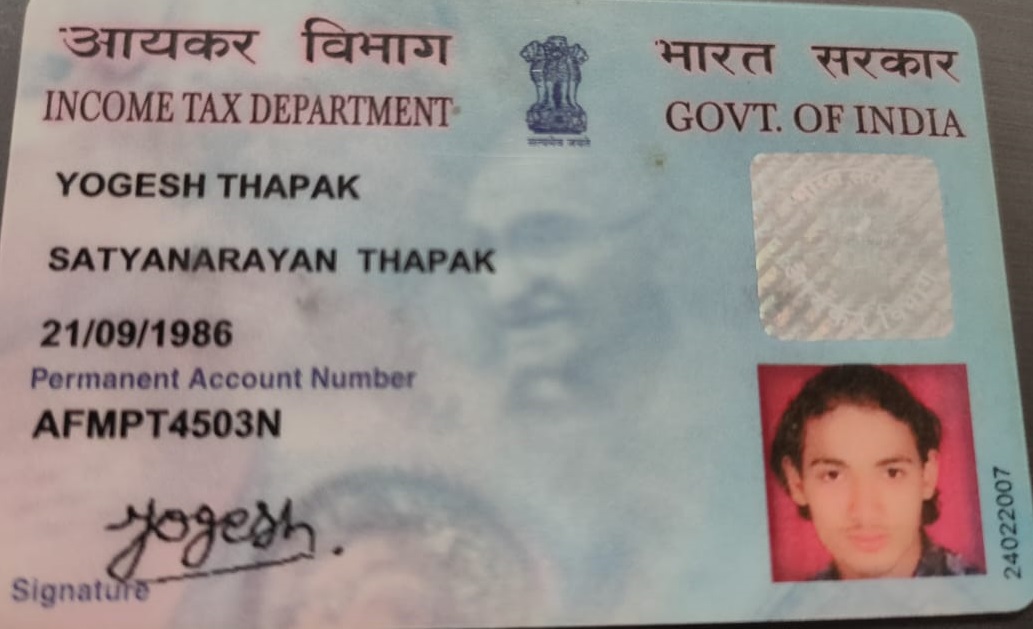 आयकर विभाग
INCOME TAX DEPARTMENT
भारत सरकार
GOVT. OF INDIA
सत्यमेव जयते
YOGESH THAPAK
SATYANARAYAN THAPAK
21/09/1986
Permanent Account Number
AFMPT4503N
Yogesh.
Signature
24022007